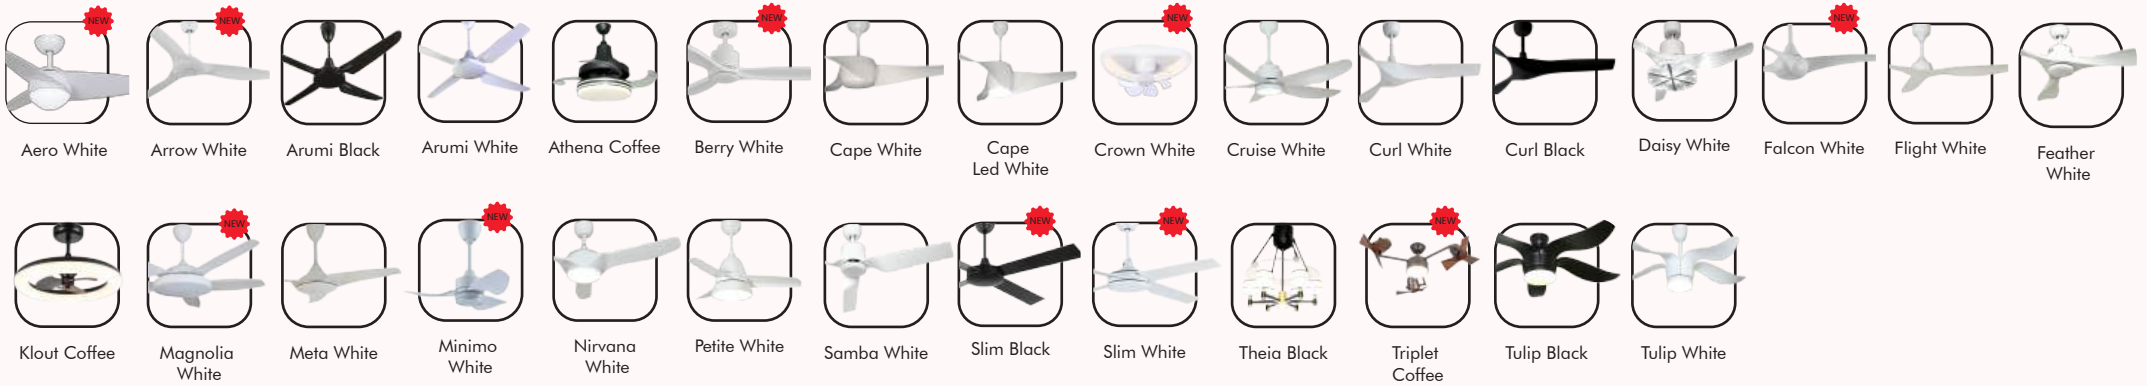 NEW
NEW
NEW
NEW
NEW
Aero White
Arrow White
Arumi Black
Arumi White
Athena Coffee
Berry White
Cape White
Cape
Led White
Crown White
Cruise White
Curl White
Curl Black
Daisy White
Falcon White
Flight White
Feather
White
NEW
NEW
NEW
NEW
NEW
Klout Coffee
Magnolia
White
Meta White
Minimo
White
Nirvana
White
Petite White
Samba White
Slim Black
Slim White
Theia Black
Triplet
Coffee
Tulip Black
Tulip White